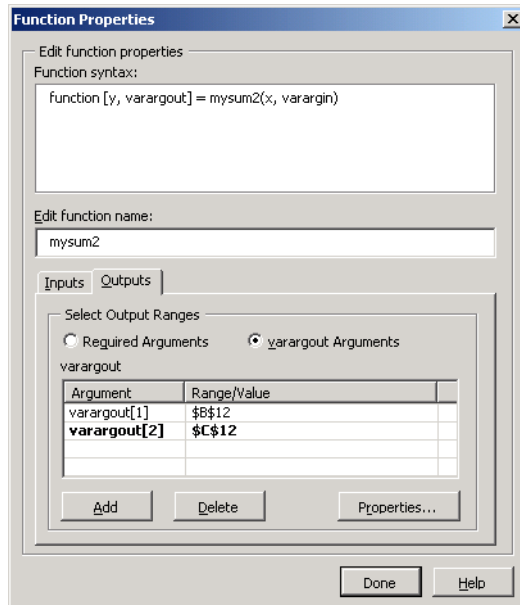 Function Properties
Edit function properties
Function syntax:
function [y, varargout] = mysum2(x, varargin)
Edit function name:
mysum2
Inputs Outputs
Select Output Ranges
Required Arguments varargout Arguments
varargout
Argument Range/Value
varargout[1] $B$12
varargout[2] $C$12
Add Delete Properties...
Done Help